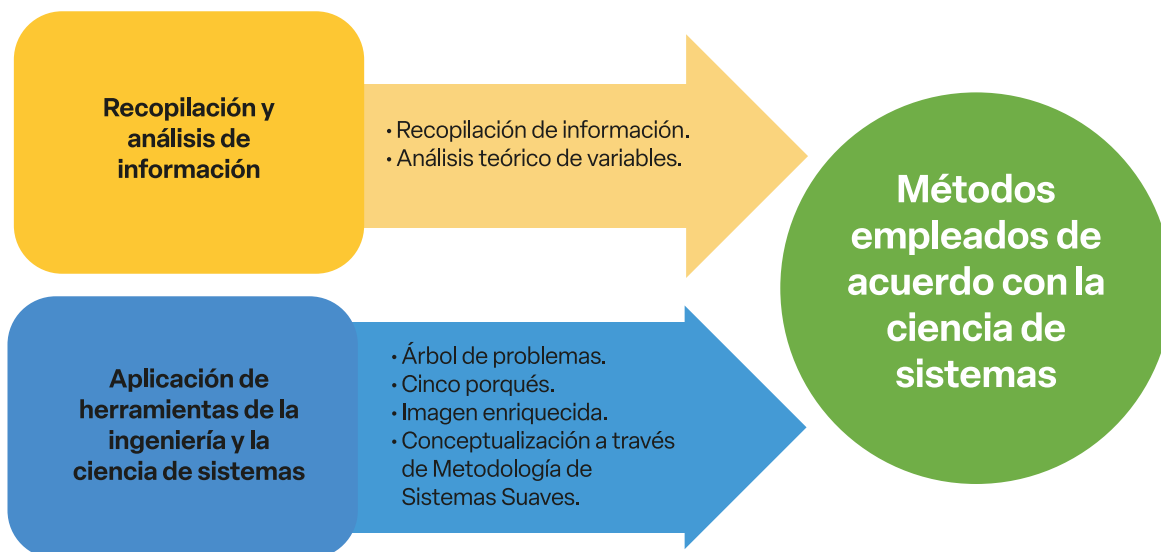 Recopilación y
análisis de
información
• Recopilación de información.
• Análisis teórico de variables.
Aplicación de
herramientas de la
ingeniería y la
ciencia de sistemas
• Árbol de problemas.
• Cinco porqués.
• Imagen enriquecida.
• Conceptualización a través
de Metodología de
Sistemas Suaves.
Métodos
empleados de
acuerdo con la
ciencia de
sistemas